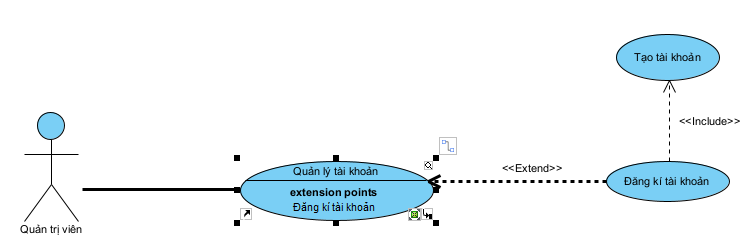 Tạo tài khoản
<<Include>>
Quản lý tài khoản
<<Extend>>
extension points
Đăng kí tài khoản
Đăng kí tài khoản
Quản trị viên